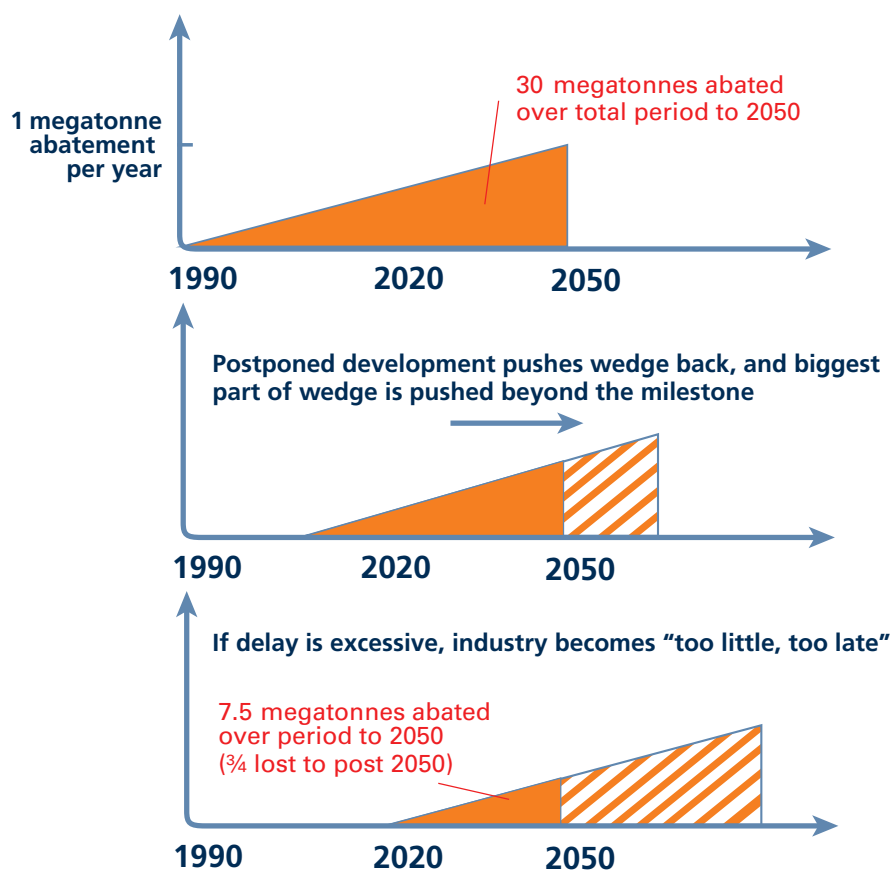 1 megatonne
abatement
per year
30 megatonnes abated
over total period to 2050
1990
2020
2050
Postponed development pushes wedge back, and biggest
part of wedge is pushed beyond the milestone
1990
2020
2050
If delay is excessive, industry becomes “too little, too late”
7.5 megatonnes abated
over period to 2050
(¾ lost to post 2050)
1990
2020
2050